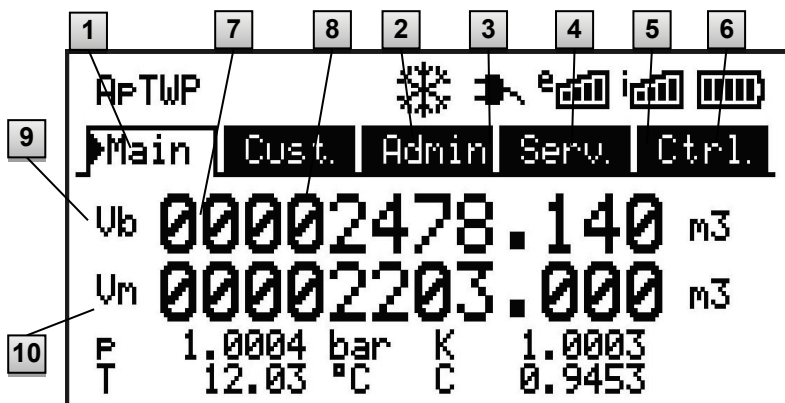 1 7 8 2 3 4 5 6
ApTWP e i
9 Main Cust. Admin Serv. Ctrl.
Vb 00002478.140 m3
Vm 00002203.000 m3
10 p 1.0004 bar K 1.0003
T 12.03 °C C 0.9453